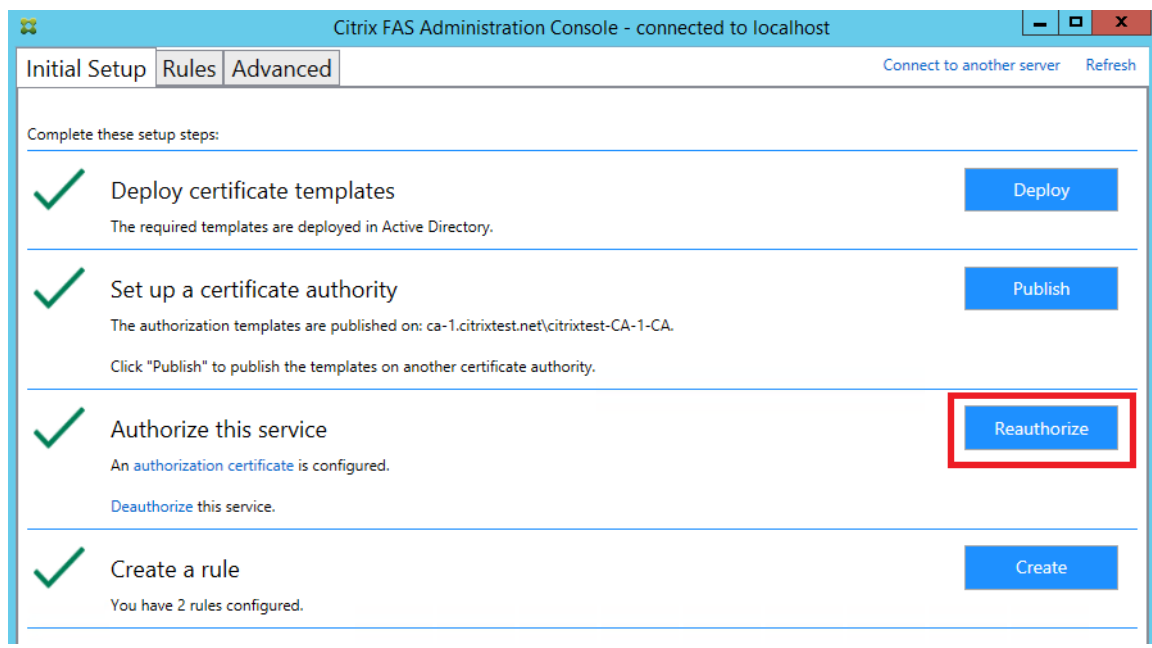 Citrix FAS Administration Console - connected to localhost
Initial Setup Rules Advanced Connect to another server Refresh
Complete these setup steps:
Deploy certificate templates Deploy
The required templates are deployed in Active Directory.
Set up a certificate authority Publish
The authorization templates are published on: ca-1.citrixtest.net\citrixtest-CA-1-CA.
Click "Publish" to publish the templates on another certificate authority.
Authorize this service Reauthorize
An authorization certificate is configured.
Deauthorize this service.
Create a rule Create
You have 2 rules configured.